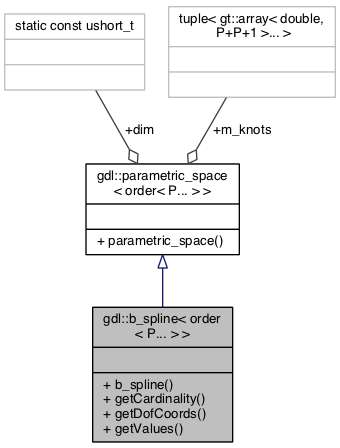 static const ushort_t
tuple< gt::array< double,
P+P+1 >... >
+dim
+m_knots
gdl::parametric_space
< order< P... > >
+ parametric_space()
gdl::b_spline< order
< P... > >
+ b_spline()
+ getCardinality()
+ getDofCoords()
+ getValues()